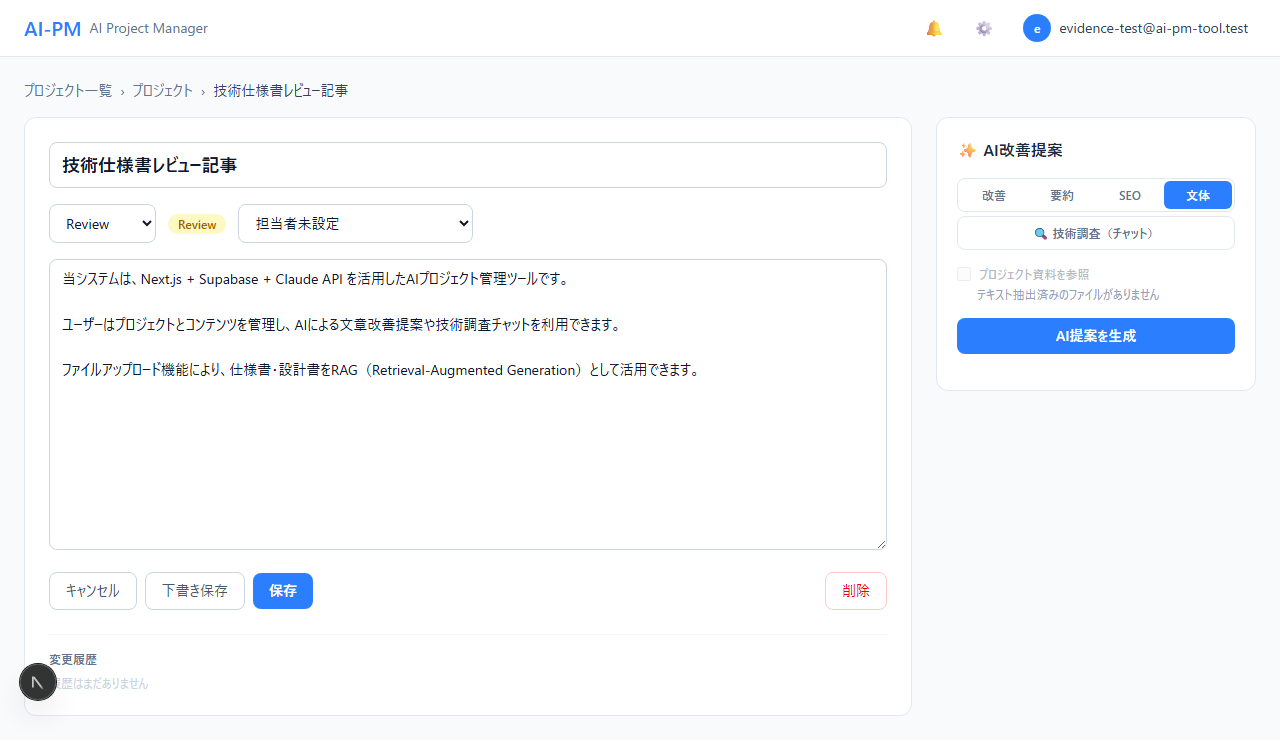 AI-PM AI Project Manager
e evidence-test@ai-pm-tool.test
プロジェクト一覧 › プロジェクト › 技術仕様書レビュー記事
技術仕様書レビュー記事
Review Review 担当者未設定
当システムは、Next.js + Supabase + Claude API を活用したAIプロジェクト管理ツールです。
ユーザーはプロジェクトとコンテンツを管理し、AIによる文章改善提案や技術調査チャットを利用できます。
ファイルアップロード機能により、仕様書・設計書をRAG（Retrieval-Augmented Generation）として活用できます。
キャンセル 下書き保存 保存 削除
変更履歴
履歴はまだありません
AI改善提案
改善 要約 SEO 文体
技術調査（チャット）
プロジェクト資料を参照
テキスト抽出済みのファイルがありません
AI提案を生成